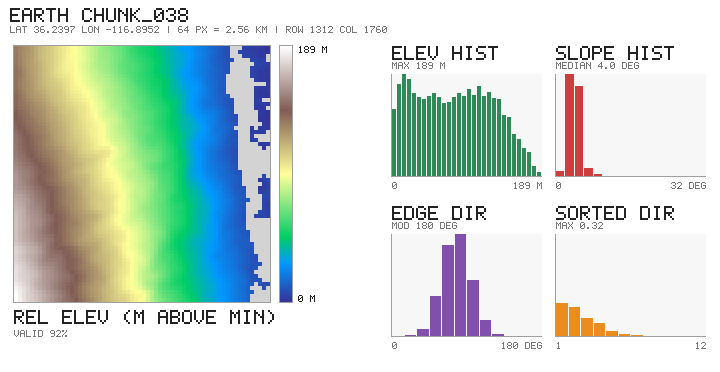 EARTH CHUNK_038
LAT 36.2397 LON -116.8952 | 64 PX = 2.56 KM | ROW 1312 COL 1760
189 M
0 M
REL ELEV (M ABOVE MIN)
VALID 92%
ELEV HIST
MAX 189 M
0 189 M
SLOPE HIST
MEDIAN 4.0 DEG
0 32 DEG
EDGE DIR
MOD 180 DEG
0 180 DEG
SORTED DIR
MAX 0.32
1 12